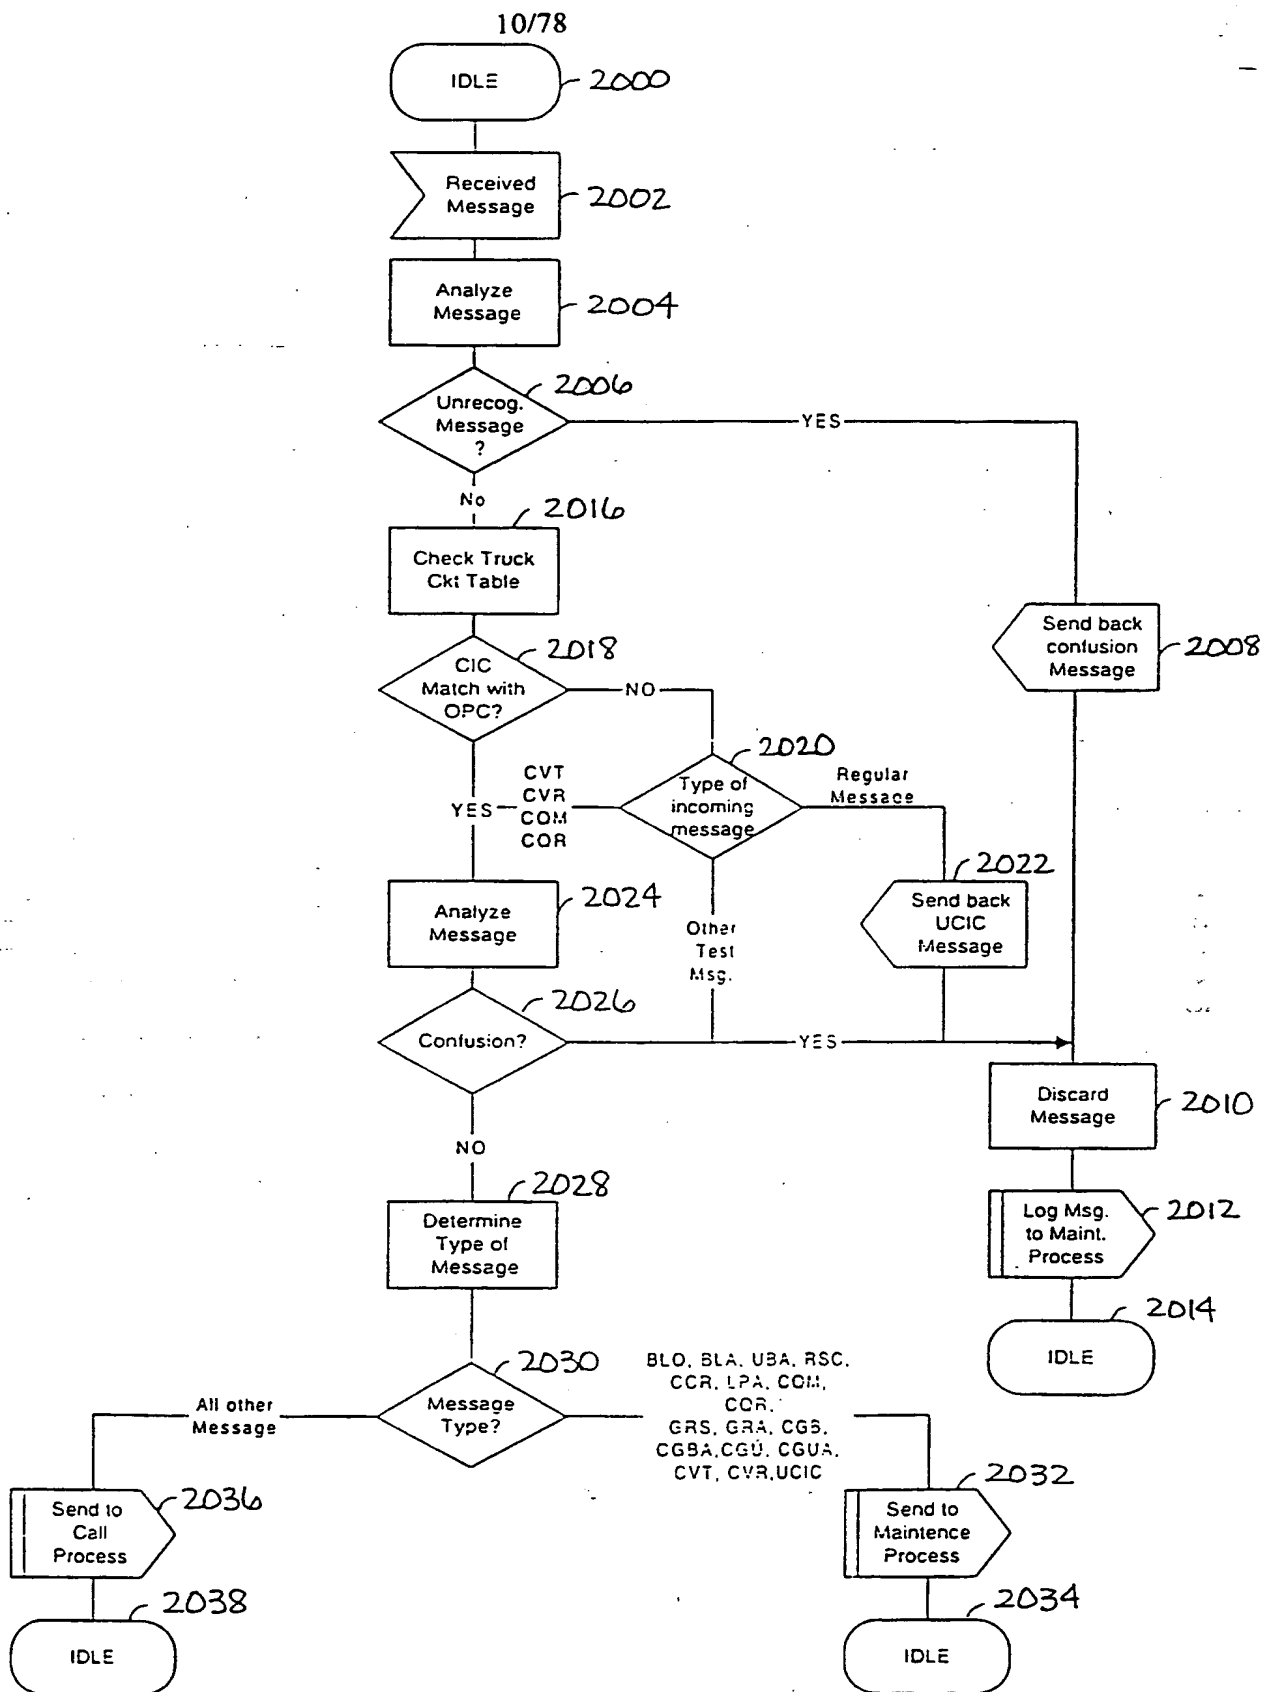 10/78
IDLE
2000
Received
Message
2002
Analyze
Message
2004
2006
Unrecog.
Message
?
YES
No
2016
Check Truck
Ckt Table
2018
CIC
Match with
OPC?
NO
Send back
confusion
Message
2008
2020
Type of
incoming
message
Regular
Message
CVT
CVR
COM
COR
YES
2022
Send back
UCIC
Message
2024
Analyze
Message
Other
Test
Msg.
2026
Confusion?
YES
Discard
Message
2010
NO
2028
Determine
Type of
Message
Log Msg.
to Maint.
Process
2012
2014
IDLE
2030
Message
Type?
All other
Message
BLO, BLA, UBA, RSC,
CCR, LPA, COM,
COR,
GRS, GRA, CGB,
CGBA, CGU, CGUA,
CVT, CVR, UCIC
2036
Send to
Call
Process
2032
Send to
Maintence
Process
2038
IDLE
2034
IDLE